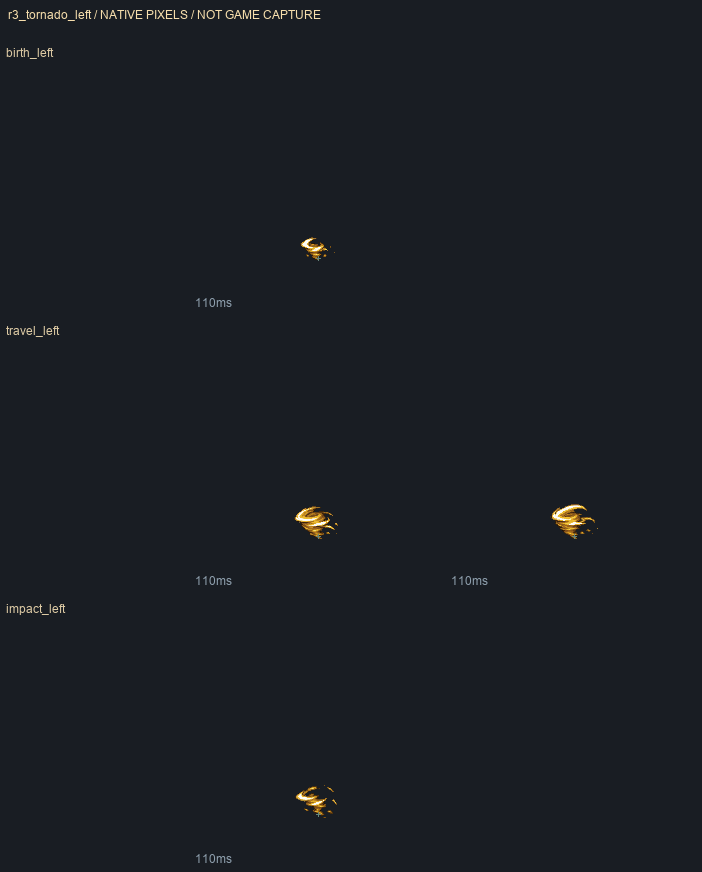 r3_tornado_left / NATIVE PIXELS / NOT GAME CAPTURE
birth_left
110ms
travel_left
110ms 110ms
impact_left
110ms